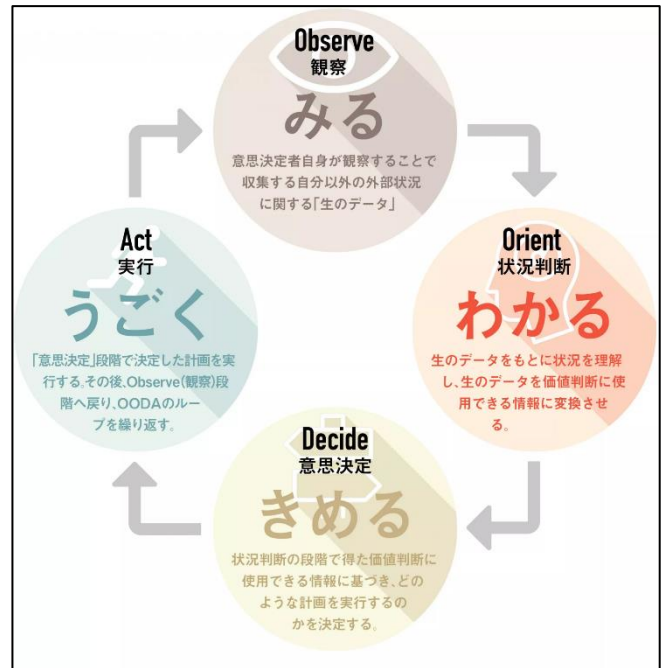 Observe
観察
みる
意思決定者自身が観察することで
収集する自分以外の外部状況
に関する「生のデータ」
Orient
状況判断
わかる
生のデータをもとに状況を理解
し、生のデータを価値判断に使
用できる情報に変換させ
る。
Decide
意思決定
きめる
状況判断の段階で得た価値判断に
使用できる情報に基づき、どの
ような計画を実行するの
かを決定する。
Act
実行
うごく
「意思決定」段階で決定した計画を実
行する。その後、Observe(観察)段
階へ戻り、OODAのルー
プを繰り返す。